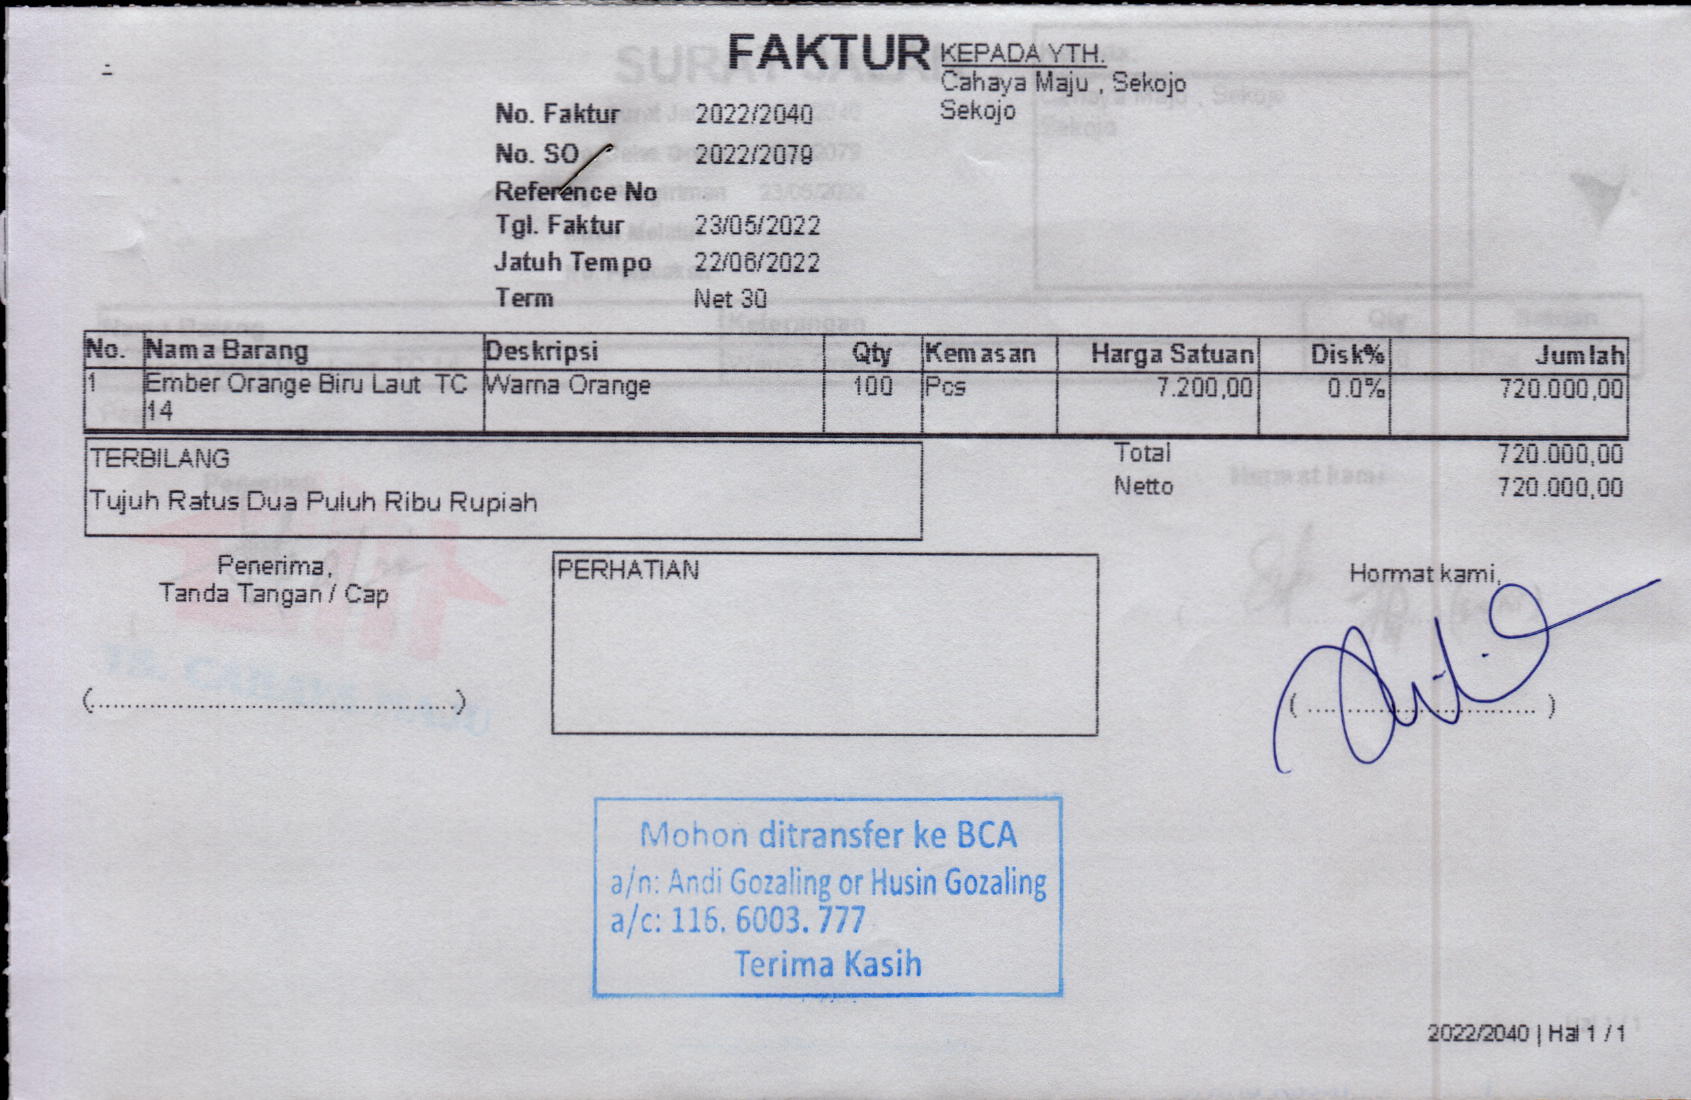 FAKTUR
KEPADA YTH.
Cahaya Maju , Sekojo
Sekojo
No. Faktur 2022/2040
No. SO 2022/2079
Reference No
Tgl. Faktur 23/05/2022
Jatuh Tempo 22/06/2022
Term Net 30
No. Nama Barang Deskripsi Qty Kemasan Harga Satuan Disk% Jumlah
1 Ember Orange Biru Laut TC Warna Orange 100 Pcs 7.200,00 0.0% 720.000,00
14
TERBILANG
Tujuh Ratus Dua Puluh Ribu Rupiah
Total 720.000,00
Netto 720.000,00
Penerima,
Tanda Tangan / Cap
(.................................................)
PERHATIAN
Hormat kami,
( ............................... )
Mohon ditransfer ke BCA
a/n: Andi Gozaling or Husin Gozaling
a/c: 116. 6003. 777
Terima Kasih
2022/2040 | Hal 1 / 1